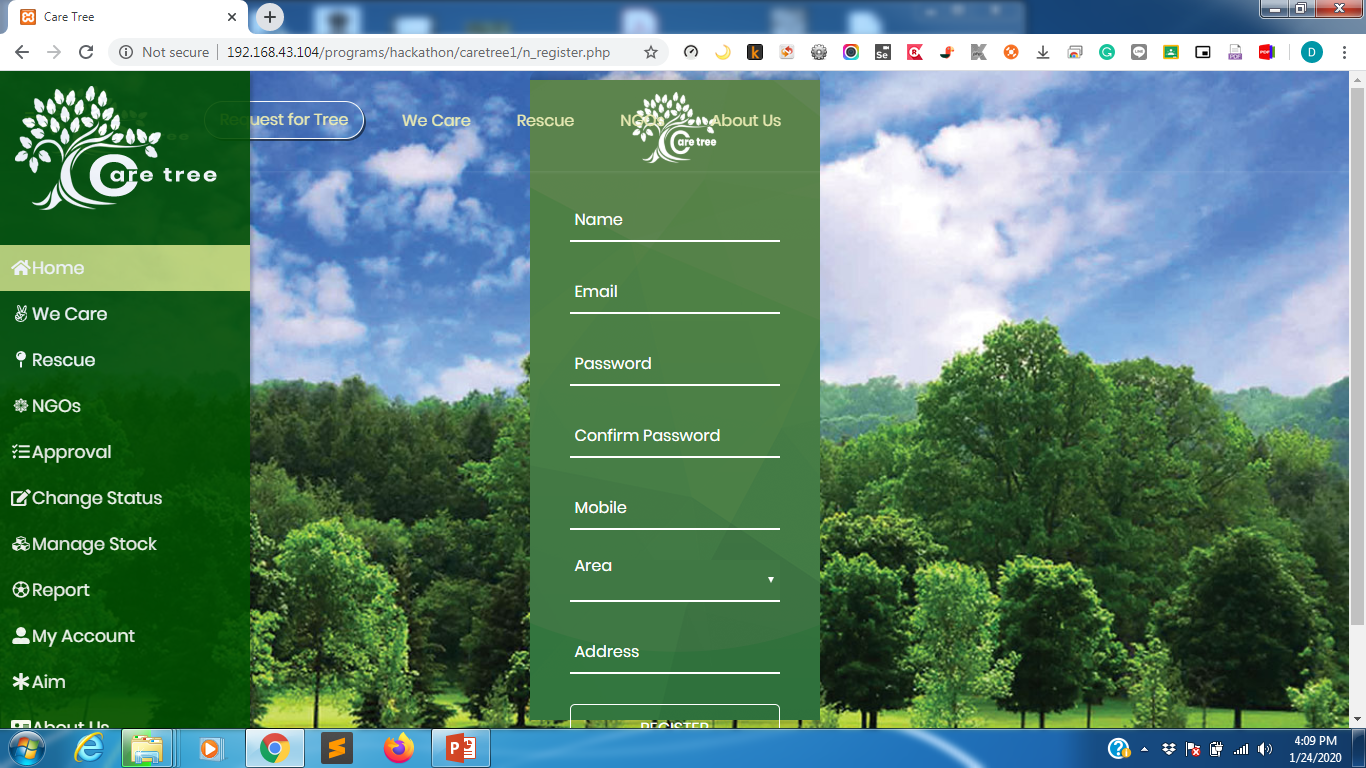 Care Tree
Not secure
192.168.43.104/programs/hackathon/caretree1/n_register.php
D
are tree
Request for Tree
We Care
Rescue
NGOs
About Us
are tree
Home
We Care
Rescue
NGOs
Approval
Change Status
Manage Stock
Report
My Account
Aim
About Us
Name
Email
Password
Confirm Password
Mobile
Area
Address
REGISTER
4:09 PM
1/24/2020